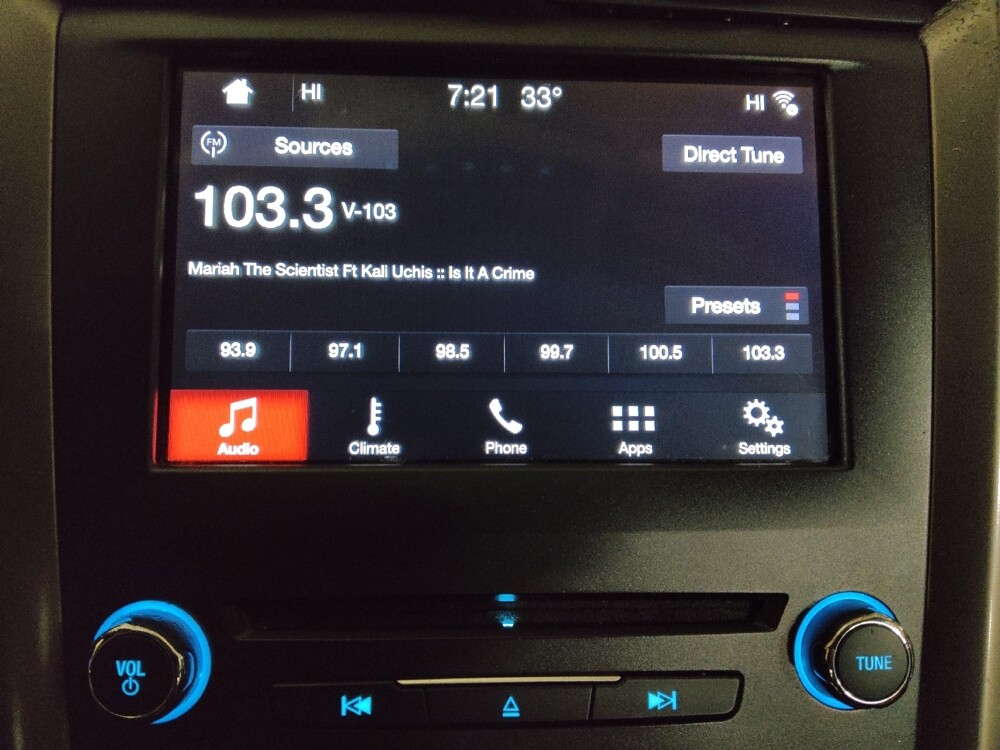 HI 7:21 33° HI
FM Sources
Direct Tune
103.3 V-103
Mariah The Scientist Ft Kali Uchis :: Is It A Crime
Presets
93.9 97.1 98.5 99.7 100.5 103.3
Audio Climate Phone Apps Settings
VOL
TUNE